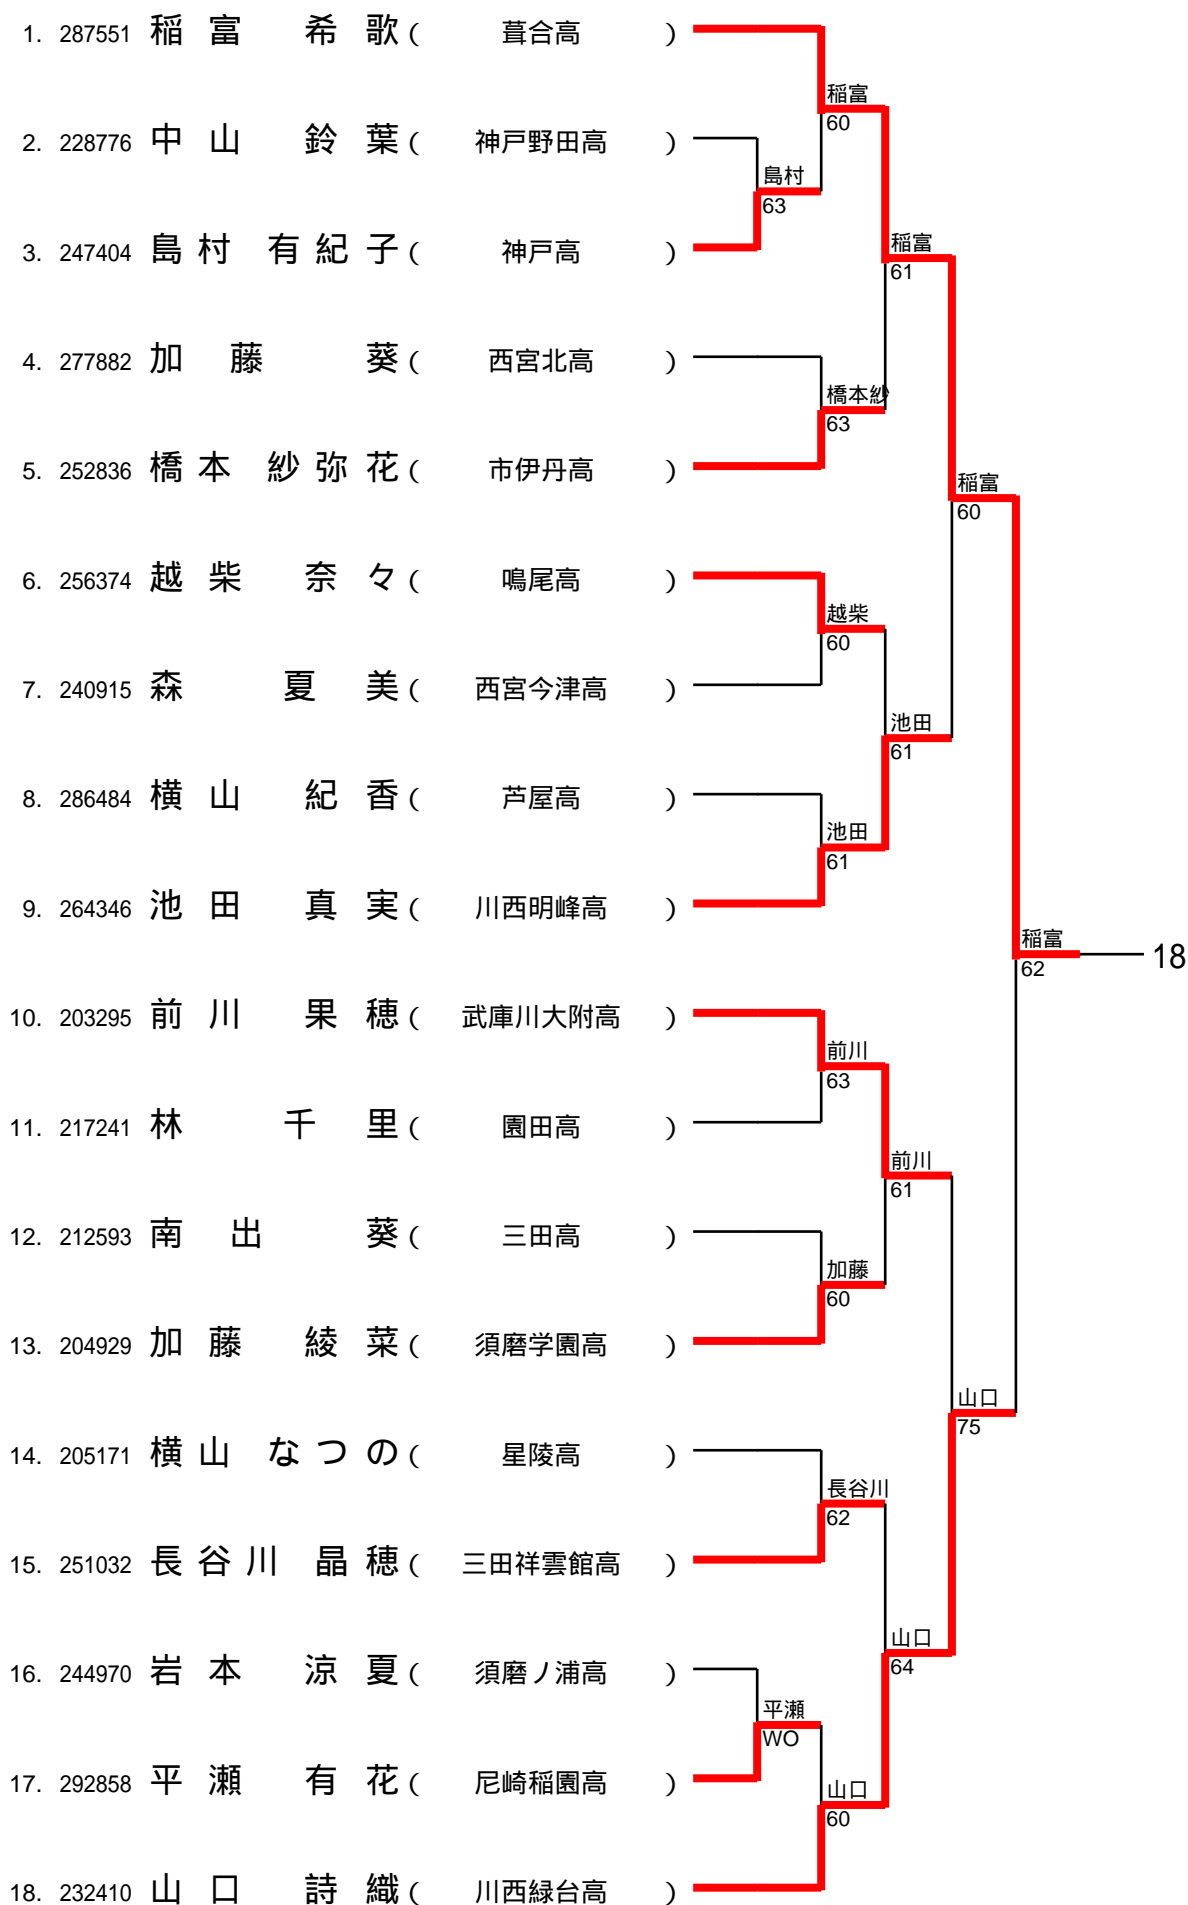 1. 287551 稲富 希歌 ( 葺合高 )
稲富
60
2. 228776 中山 鈴葉 ( 神戸野田高 )
島村
63
3. 247404 島村 有紀子 ( 神戸高 )
稲富
61
4. 277882 加藤 葵 ( 西宮北高 )
橋本紗
63
5. 252836 橋本 紗弥花 ( 市伊丹高 )
稲富
60
6. 256374 越柴 奈々 ( 鳴尾高 )
越柴
60
7. 240915 森 夏美 ( 西宮今津高 )
池田
61
8. 286484 横山 紀香 ( 芦屋高 )
池田
61
9. 264346 池田 真実 ( 川西明峰高 )
稲富
62
18
10. 203295 前川 果穂 ( 武庫川大附高 )
前川
63
11. 217241 林 千里 ( 園田高 )
前川
61
12. 212593 南出 葵 ( 三田高 )
加藤
60
13. 204929 加藤 綾菜 ( 須磨学園高 )
山口
75
14. 205171 横山 なつの ( 星陵高 )
長谷川
62
15. 251032 長谷川 晶穂 ( 三田祥雲館高 )
山口
64
16. 244970 岩本 涼夏 ( 須磨ノ浦高 )
平瀬
WO
17. 292858 平瀬 有花 ( 尼崎稲園高 )
山口
60
18. 232410 山口 詩織 ( 川西緑台高 )